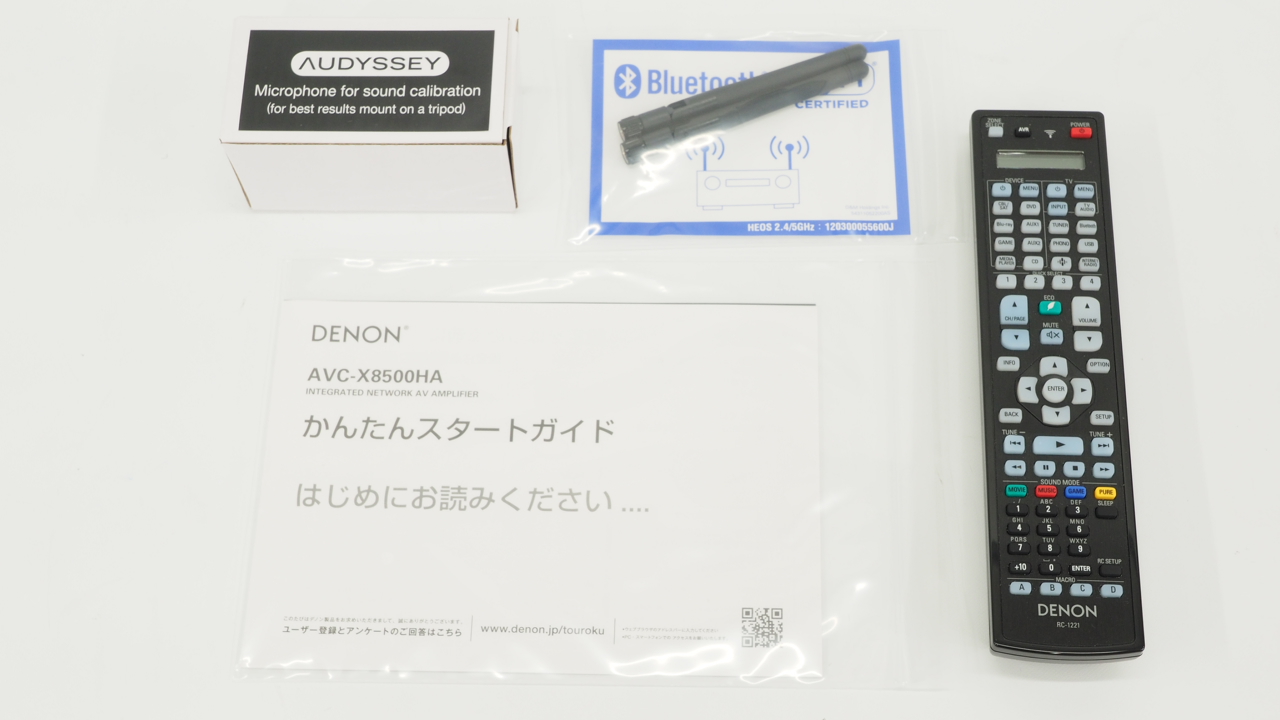 AUDYSSEY
Microphone for sound calibration
(for best results mount on a tripod)
Bluetooth
CERTIFIED
HEOS 2.4/5GHz : 120300055600J
DENON
AVC-X8500HA
INTEGRATED NETWORK AV AMPLIFIER
かんたんスタートガイド
はじめにお読みください ....
ユーザー登録とアンケートのご回答はこちら
www.denon.jp/touroku
ZONE SELECT
AVR
POWER
DEVICE
TV
MENU
MENU
CBL/SAT
DVD
INPUT
TV AUDIO
Blu-ray
AUX1
TUNER
Bluetooth
GAME
AUX2
PHONO
USB
MEDIA PLAYER
CD
INTERNET RADIO
QUICK SELECT
1 2 3 4
CH/PAGE
ECO
VOLUME
MUTE
INFO
OPTION
ENTER
BACK
SETUP
TUNE −
TUNE +
SOUND MODE
MOVIE MUSIC GAME PURE
./ ABC DEF SLEEP
1 2 3
GHI JKL MNO
4 5 6
PQRS TUV WXYZ
7 8 9
RC SETUP
+10 0 ENTER
MACRO
A B C D
DENON
RC-1221